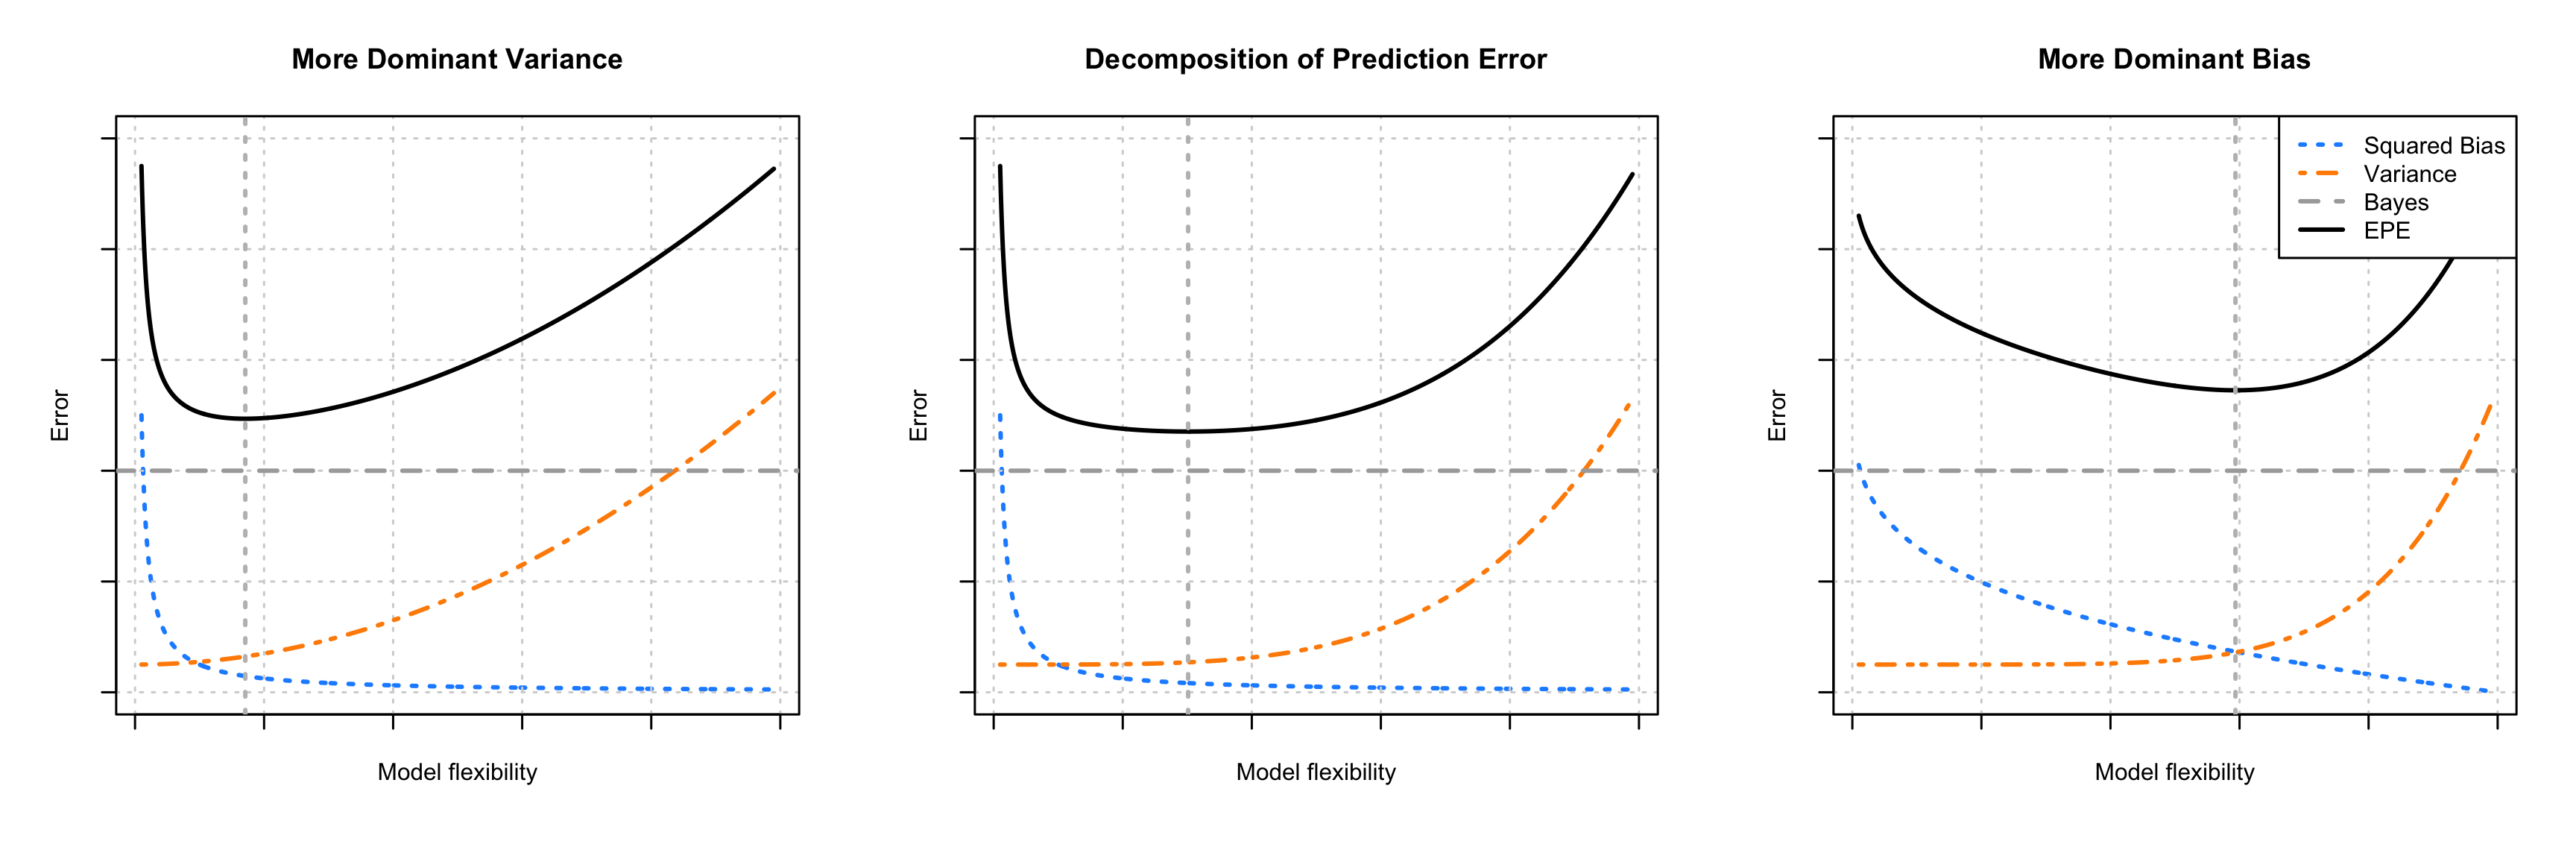 More Dominant Variance
Error
Model flexibility
Decomposition of Prediction Error
Error
Model flexibility
More Dominant Bias
Squared Bias
Variance
Bayes
EPE
Error
Model flexibility